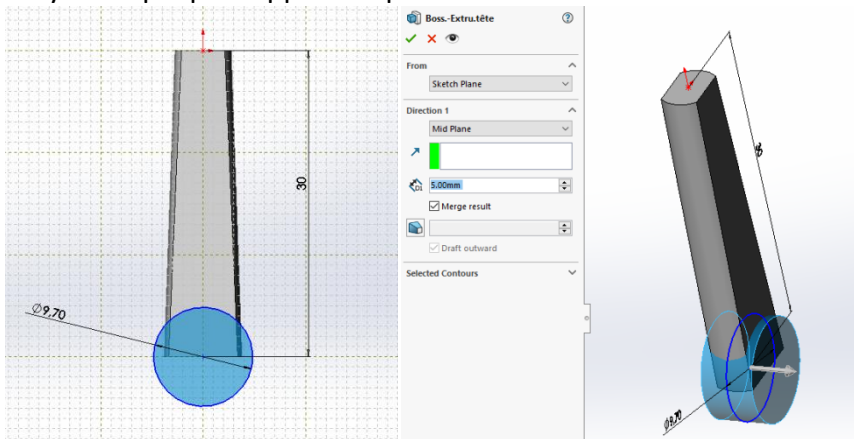 Boss.-Extru.tête
From
Sketch Plane
Direction 1
Mid Plane
D1
5.00mm
Merge result
Draft outward
Selected Contours
30
Ø9,70
Ø9,70